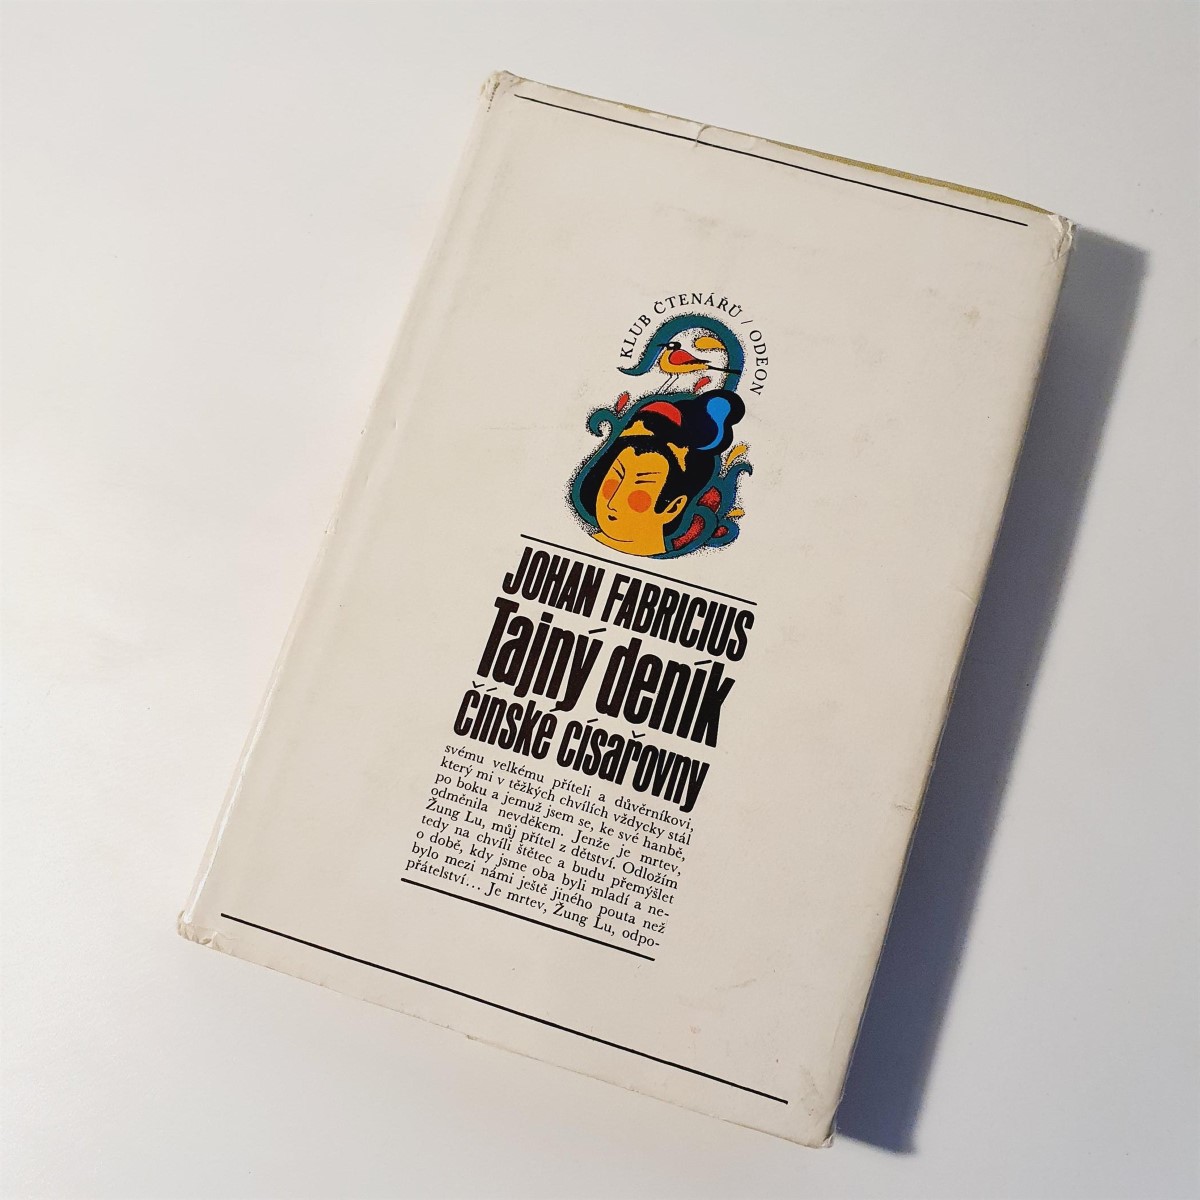 KLUB ČTENÁŘŮ / ODEON
JOHAN FABRICIUS
Tajný deník
čínské císařovny
svému velkému příteli a důvěrníkovi,
který mi v těžkých chvílích vždycky stál
po boku a jemuž jsem se, ke své hanbě,
odměnila nevděkem. Jenže je mrtev,
Žung Lu, můj přítel z dětství. Odložím
tedy na chvíli štětec a budu přemýšlet
o době, kdy jsme oba byli mladí a ne-
bylo mezi námi ještě jiného pouta než
přátelství... Je mrtev, Žung Lu, odpo-